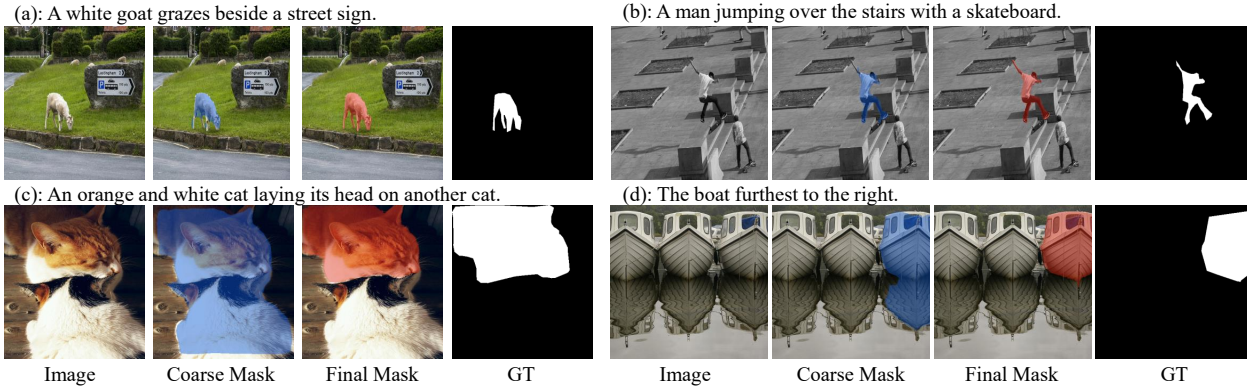 (a): A white goat grazes beside a street sign.
(b): A man jumping over the stairs with a skateboard.
(c): An orange and white cat laying its head on another cat.
(d): The boat furthest to the right.
Image Coarse Mask Final Mask GT Image Coarse Mask Final Mask GT